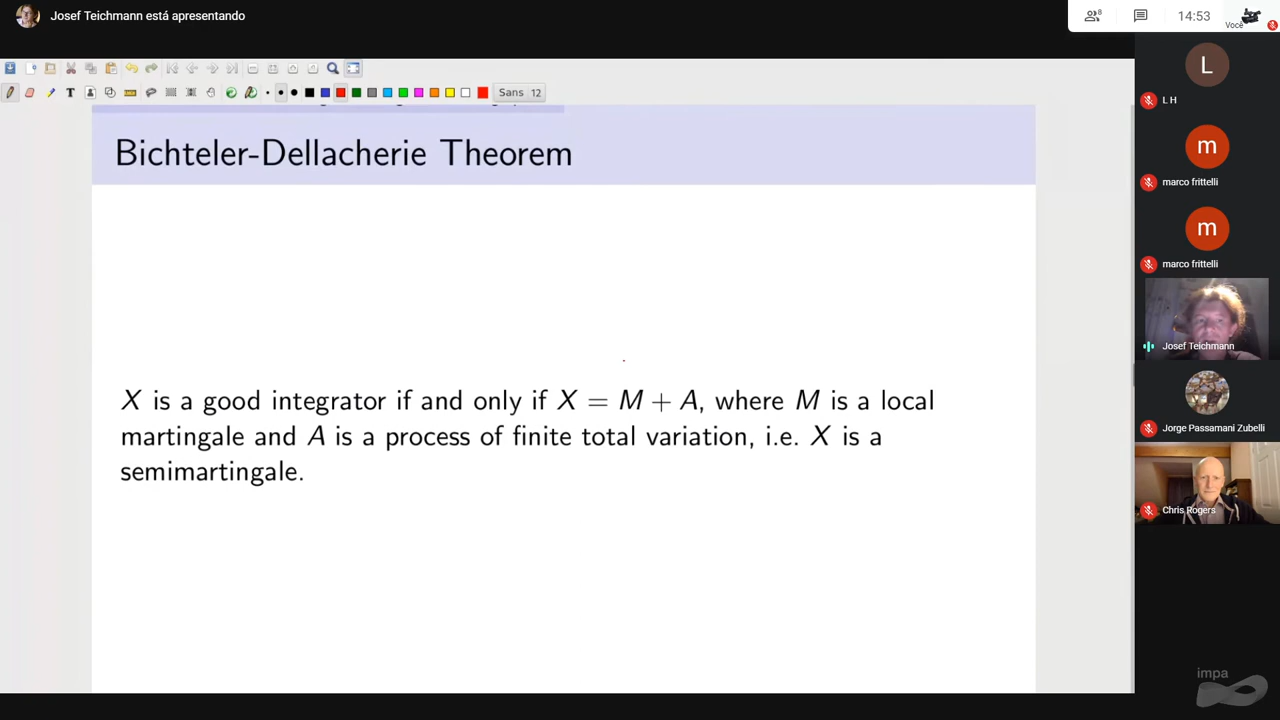 Josef Teichmann está apresentando
8
14:53
Você
Sans 12
Bichteler-Dellacherie Theorem
X is a good integrator if and only if X = M + A, where M is a local
martingale and A is a process of finite total variation, i.e. X is a
semimartingale.
L
L H
m
marco frittelli
m
marco frittelli
Josef Teichmann
Jorge Passamani Zubelli
Chris Rogers
impa